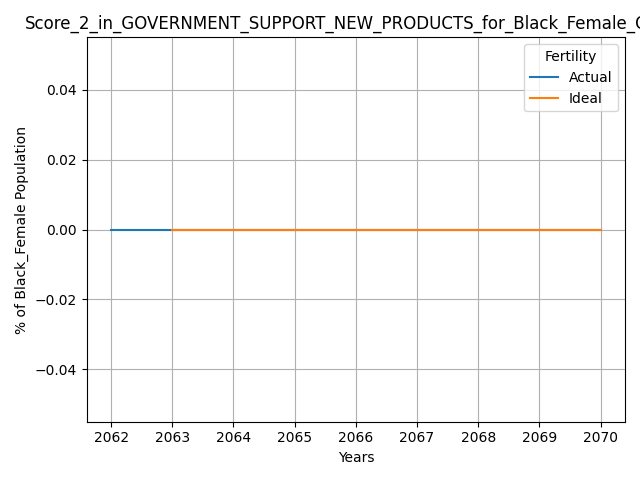 Score_2_in_GOVERNMENT_SUPPORT_NEW_PRODUCTS_for_Black_Female_
Fertility
Actual
Ideal
% of Black_Female Population
0.04
0.02
0.00
−0.02
−0.04
2062 2063 2064 2065 2066 2067 2068 2069 2070
Years